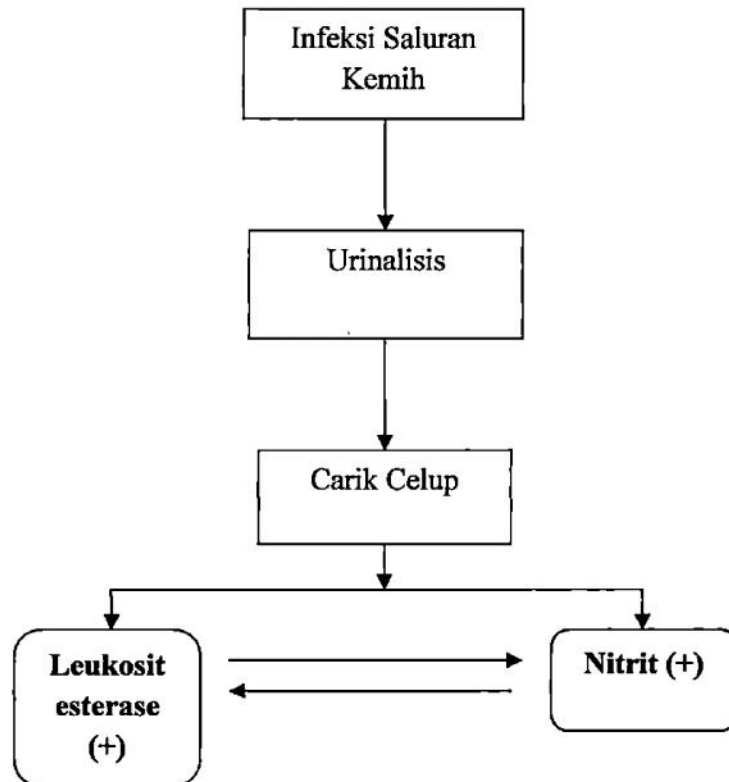 Infeksi Saluran
Kemih
Urinalisis
Carik Celup
Leukosit
esterase
(+)
Nitrit (+)